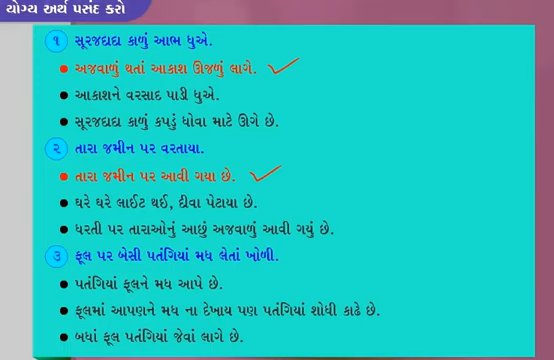 યોગ્ય અર્થ પસંદ કરો
૧ સૂરજદાદા કાળું આભ ધુએ.
● અજવાળું થતાં આકાશ ઊજળું લાગે.
● આકાશને વરસાદ પાડી ધુએ.
● સૂરજદાદા કાળું કપડું ધોવા માટે ઊગે છે.
૨ તારા જમીન પર વરતાયા.
● તારા જમીન પર આવી ગયા છે.
● ઘરે ઘરે લાઈટ થઈ, દીવા પેટાયા છે.
● ધરતી પર તારાઓનું આછું અજવાળું આવી ગયું છે.
૩ ફૂલ પર બેસી પતંગિયાં મધ લેતાં ખોળી.
● પતંગિયાં ફૂલને મધ આપે છે.
● ફૂલમાં આપણને મધ ના દેખાય પણ પતંગિયાં શોધી કાઢે છે.
● બધાં ફૂલ પતંગિયાં જેવાં લાગે છે.